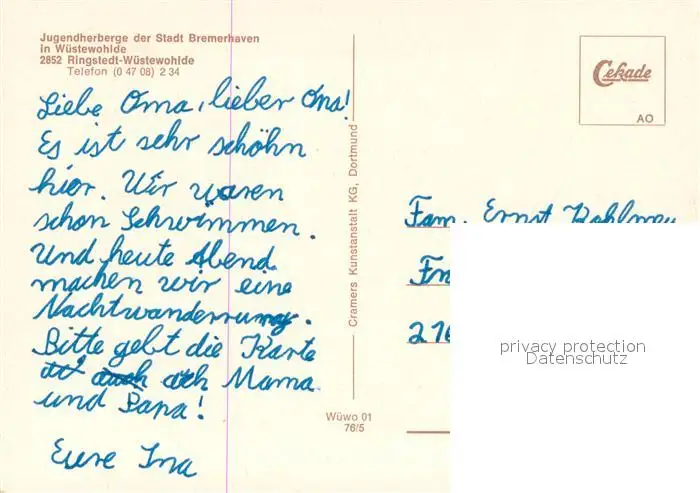 Jugendherberge der Stadt Bremerhaven
in Wüstewohlde
2852 Ringstedt-Wüstewohlde
Telefon (0 47 08) 2 34
Liebe Oma, lieber Opa!
Es ist sehr schöhn
hier. Wir waren
schon Schwimmen.
Und heute Abend
machen wir eine
Nachtwanderrung.
Bitte gebt die Karte
auch Mama
und Papa!
Eure Ina
Cramers Kunstanstalt KG, Dortmund
Wüwo 01
76/5
Cekade
AO
Fam. Ernst
privacy protection
Datenschutz